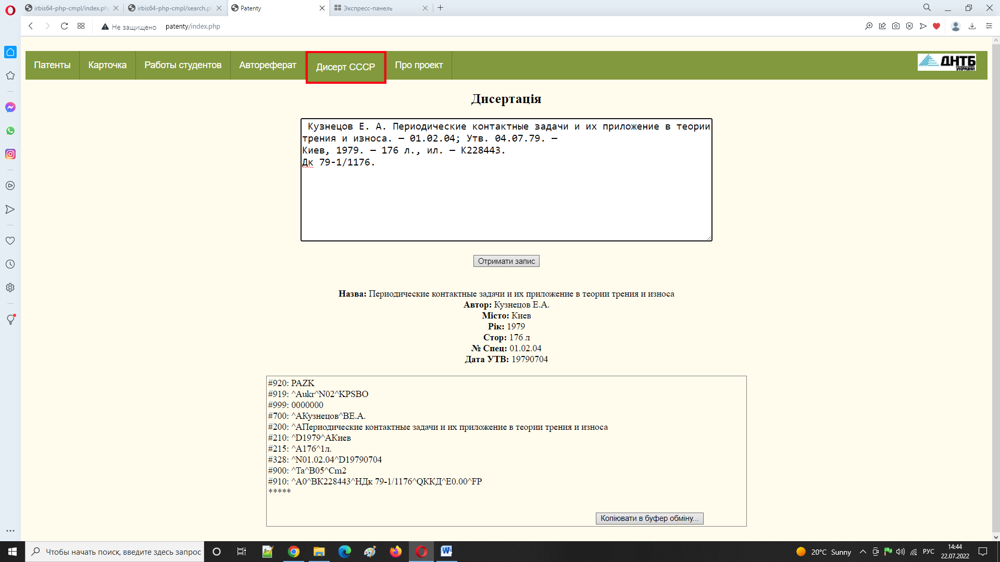 irbis64-php-cmpl/index.php
irbis64-php-cmpl/search.p
Patenty
Экспресс-панель
Не защищено
patenty/index.php
Патенты
Карточка
Работы студентов
Автореферат
Дисерт СССР
Про проект
ДНТБ
УКРАЇНИ
Дисертація
Кузнецов Е. А. Периодические контактные задачи и их приложение в теории
трения и износа. — 01.02.04; Утв. 04.07.79. —
Киев, 1979. — 176 л., ил. — К228443.
Дк 79-1/1176.
Отримати запис
Назва: Периодические контактные задачи и их приложение в теории трения и износа
Автор: Кузнецов Е.А.
Місто: Киев
Рік: 1979
Стор: 176 л
№ Спец: 01.02.04
Дата УТВ: 19790704
#920: PAZK
#919: ^Aukr^N02^KPSBO
#999: 0000000
#700: ^AКузнецов^BЕ.А.
#200: ^AПериодические контактные задачи и их приложение в теории трения и износа
#210: ^D1979^AКиев
#215: ^A176^1л.
#328: ^N01.02.04^D19790704
#900: ^Ta^B05^Cm2
#910: ^A0^BК228443^HДк 79-1/1176^QККД^E0.00^FP
*****
Копіювати в буфер обміну...
Чтобы начать поиск, введите здесь запрос
20°C Sunny
РУС
14:44
22.07.2022